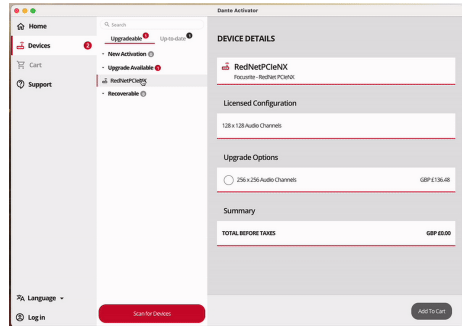 Dante Activator
Home
Devices
Cart
Support
Language
Log in
Search
Upgradeable
Up-to-date
New Activation
Upgrade Available
RedNetPCIeNX
Recoverable
Scan for Devices
DEVICE DETAILS
RedNetPCIeNX
Focusrite - RedNet PCIeNX
Licensed Configuration
128 x 128 Audio Channels
Upgrade Options
256 x 256 Audio Channels GBP £136.48
Summary
TOTAL BEFORE TAXES GBP £0.00
Add To Cart